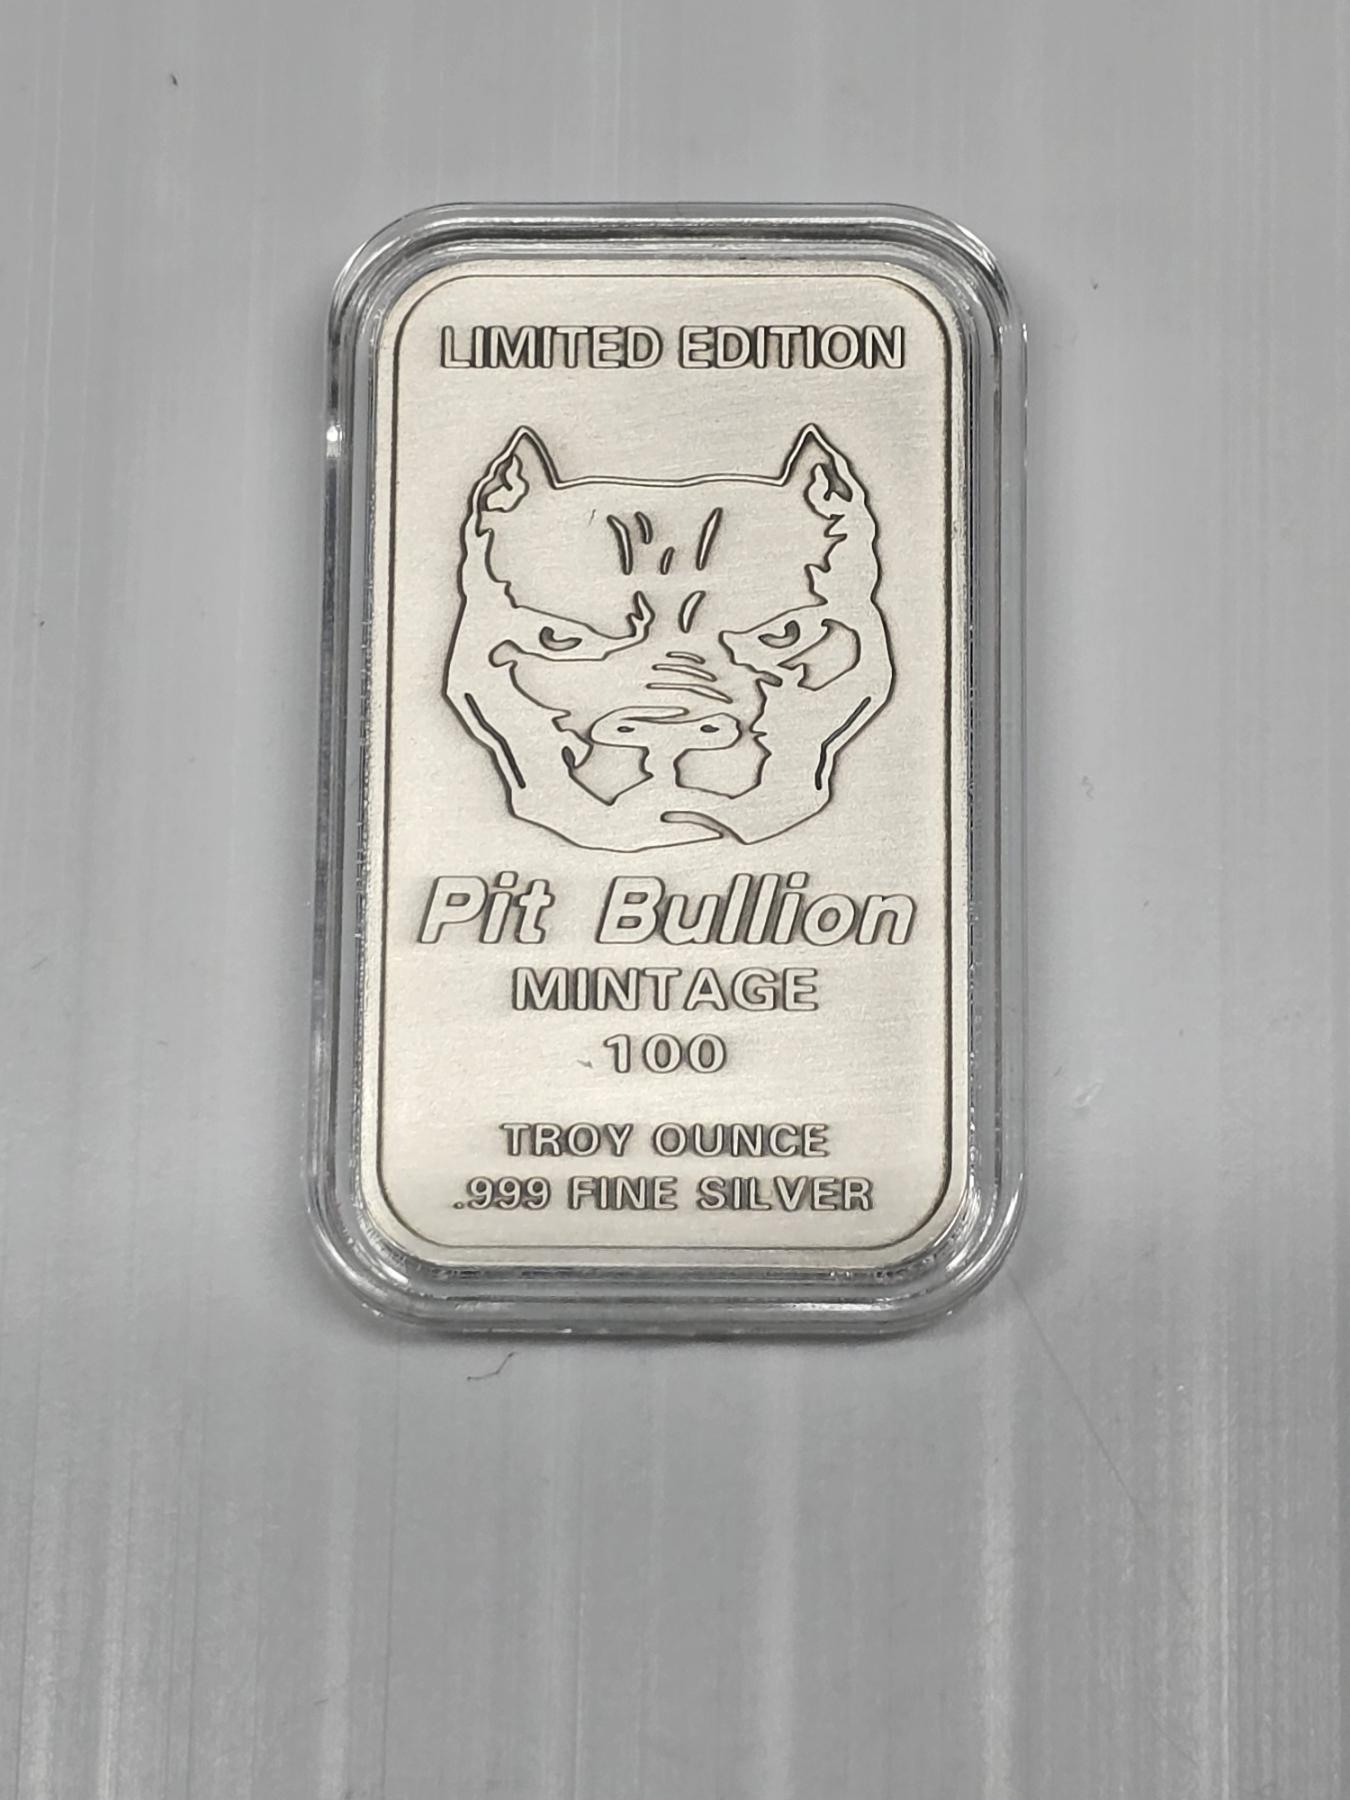 LIMITED EDITION
Pit Bullion
MINTAGE
100
TROY OUNCE
.999 FINE SILVER